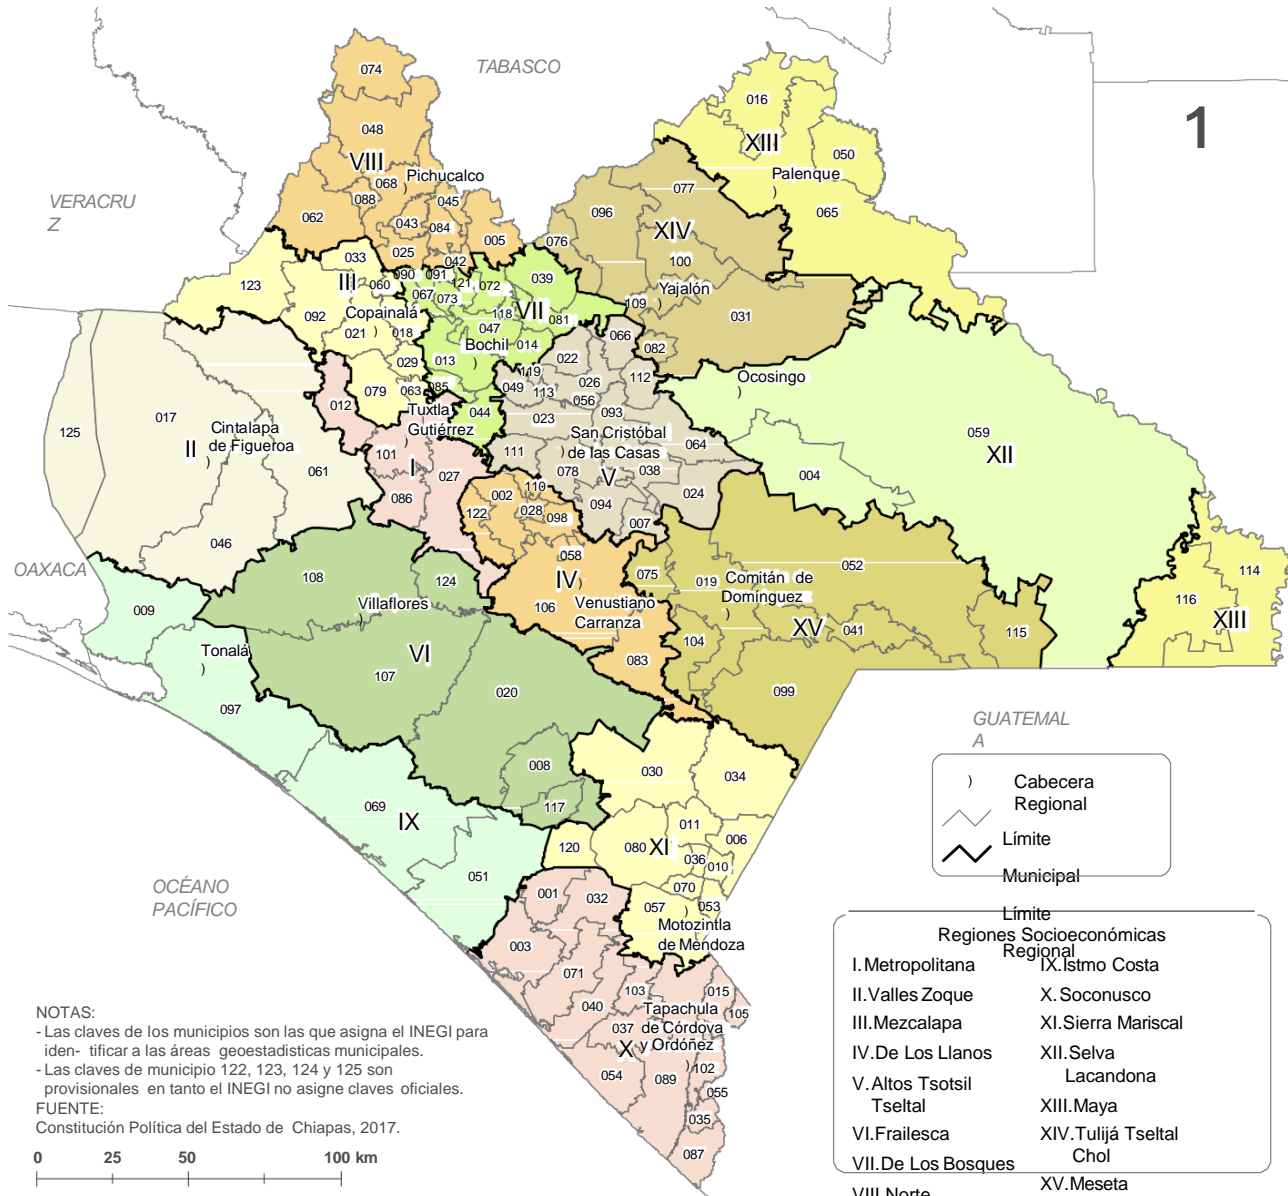 TABASCO
1
074
016
048
XIII
050
VIII
068
Pichucalco
Palenque
077
VERACRU
Z
088
045
062
043
084
096
065
XIV
005
076
025
042
100
033
123
III
060
090
091
121
072
039
Yajalón
092
067
073
118
VII
109
031
Copainalá
021
018
047
081
066
Bochil
014
082
029
013
022
119
079
063
085
049
113
026
112
Ocosingo
012
056
Tuxtla
Gutiérrez
044
023
093
125
017
Cintalapa
de Figueroa
II
San Cristóbal
de las Casas
064
059
XII
101
I
027
111
061
078
V
038
004
086
110
002
094
024
122
028
098
007
046
058
OAXACA
108
124
IV
075
019
Comitán de
Domínguez
052
114
009
Villaflores
106
Venustiano
Carranza
XV
041
116
XIII
115
Tonalá
VI
104
083
107
020
099
097
GUATEMAL
A
008
030
034
)
Cabecera
Regional
069
117
IX
011
Límite
Municipal
120
080
XI
006
036
010
Límite
Regional
051
070
OCÉANO
PACÍFICO
001
032
057
053
Motozintla
de Mendoza
003
071
103
015
040
Tapachula
de Córdova
y Ordóñez
105
037
X
102
054
089
055
035
087
Regiones Socioeconómicas
I.Metropolitana
II.Valles Zoque
III.Mezcalapa
IV.De Los Llanos
V.Altos Tsotsil
Tseltal
VI.Frailesca
VII.De Los Bosques
VIII.Norte
IX.Istmo Costa
X.Soconusco
XI.Sierra Mariscal
XII.Selva
Lacandona
XIII.Maya
XIV.Tulijá Tseltal
Chol
XV.Meseta
NOTAS:
- Las claves de los municipios son las que asigna el INEGI para
iden- tificar a las áreas geoestadisticas municipales.
- Las claves de municipio 122, 123, 124 y 125 son
provisionales en tanto el INEGI no asigne claves oficiales.
FUENTE:
Constitución Política del Estado de Chiapas, 2017.
0 25 50 100 km